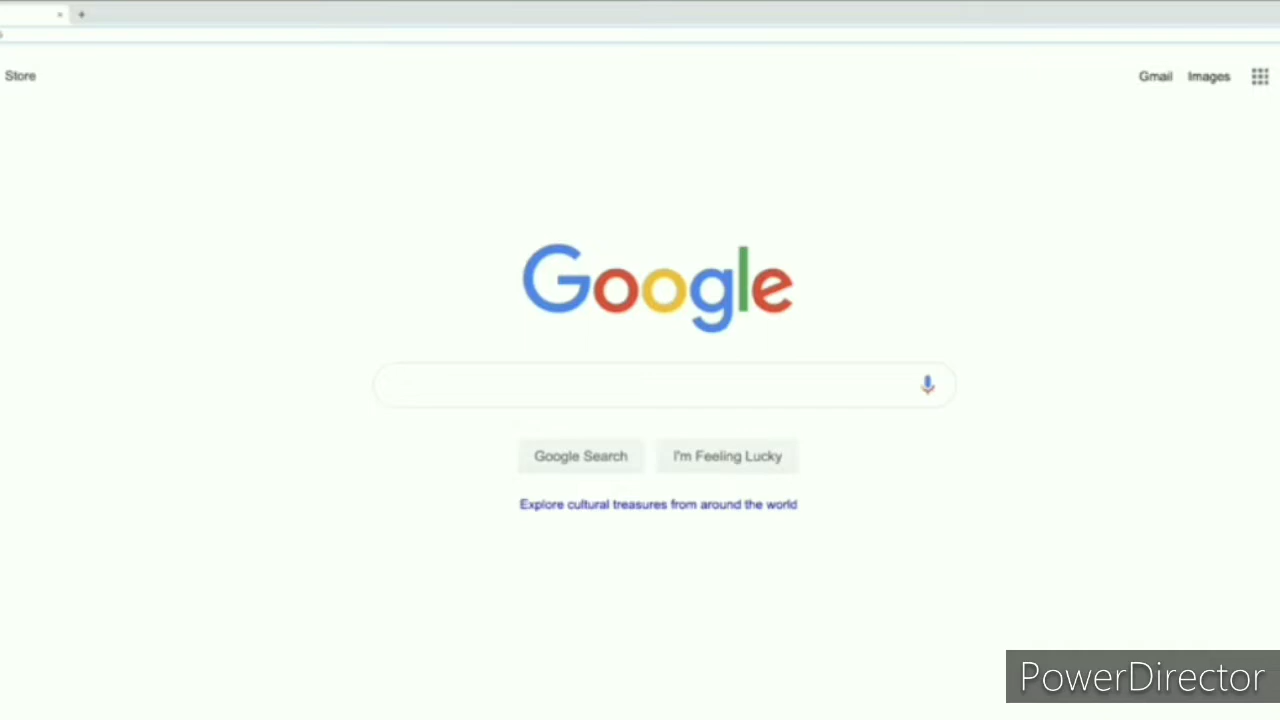 Store
Gmail Images
Google
Google Search I'm Feeling Lucky
Explore cultural treasures from around the world
PowerDirector